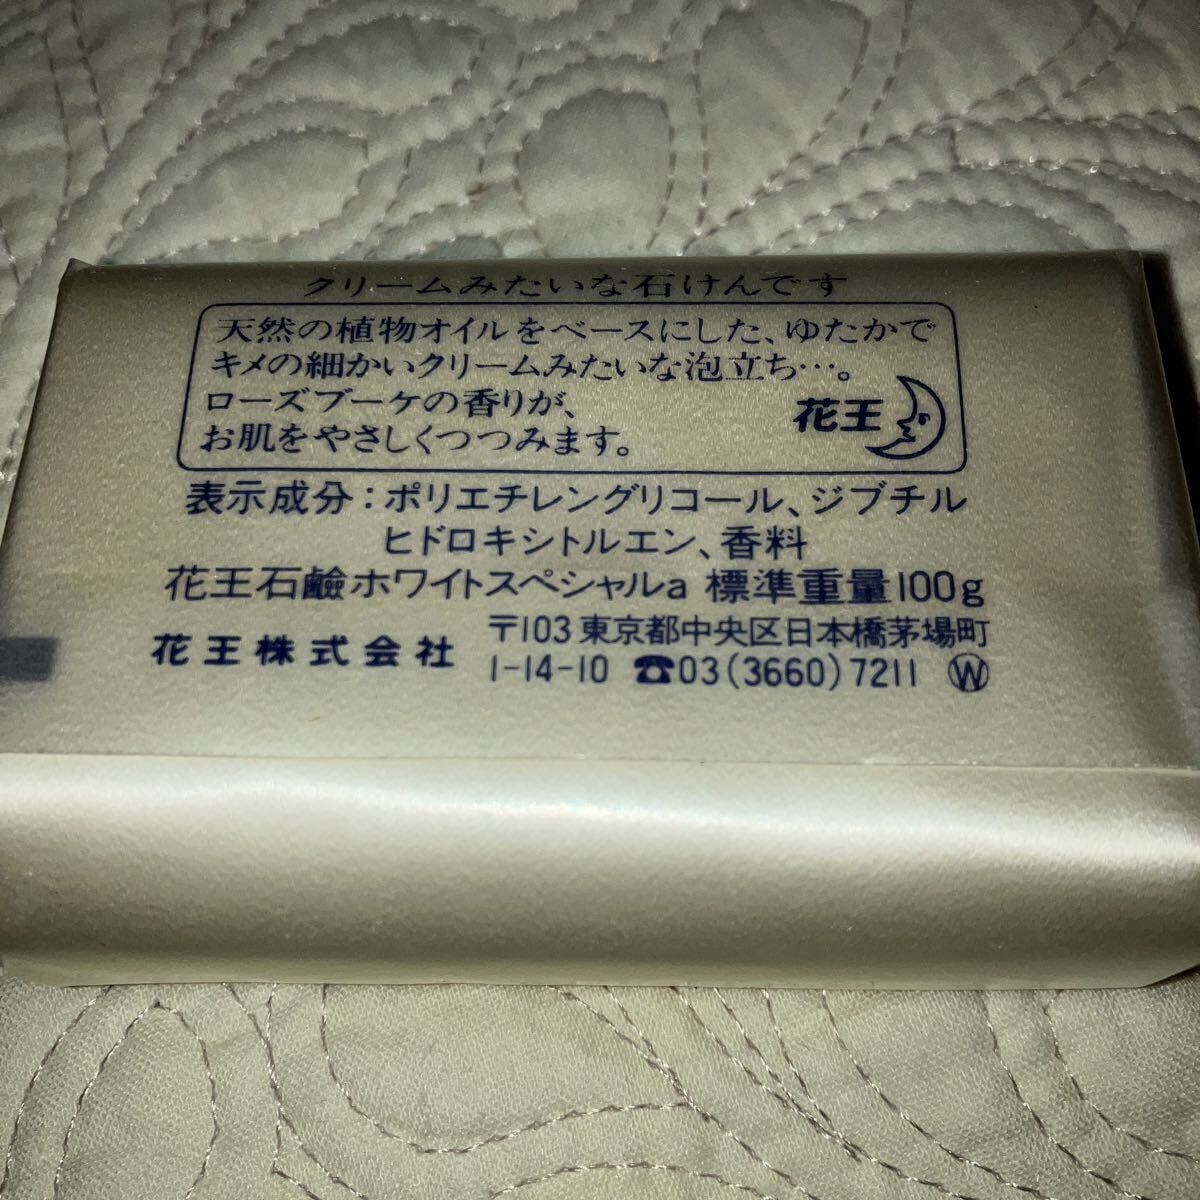 クリームみたいな石けんです
天然の植物オイルをベースにした、ゆたかで
キメの細かいクリームみたいな泡立ち…。
ローズブーケの香りが、
お肌をやさしくつつみます。
花王
表示成分：ポリエチレングリコール、ジブチル
ヒドロキシトルエン、香料
花王石鹼ホワイトスペシャルa 標準重量100g
花王株式会社
〒103 東京都中央区日本橋茅場町
1-14-10 ☎03(3660)7211 Ⓦ